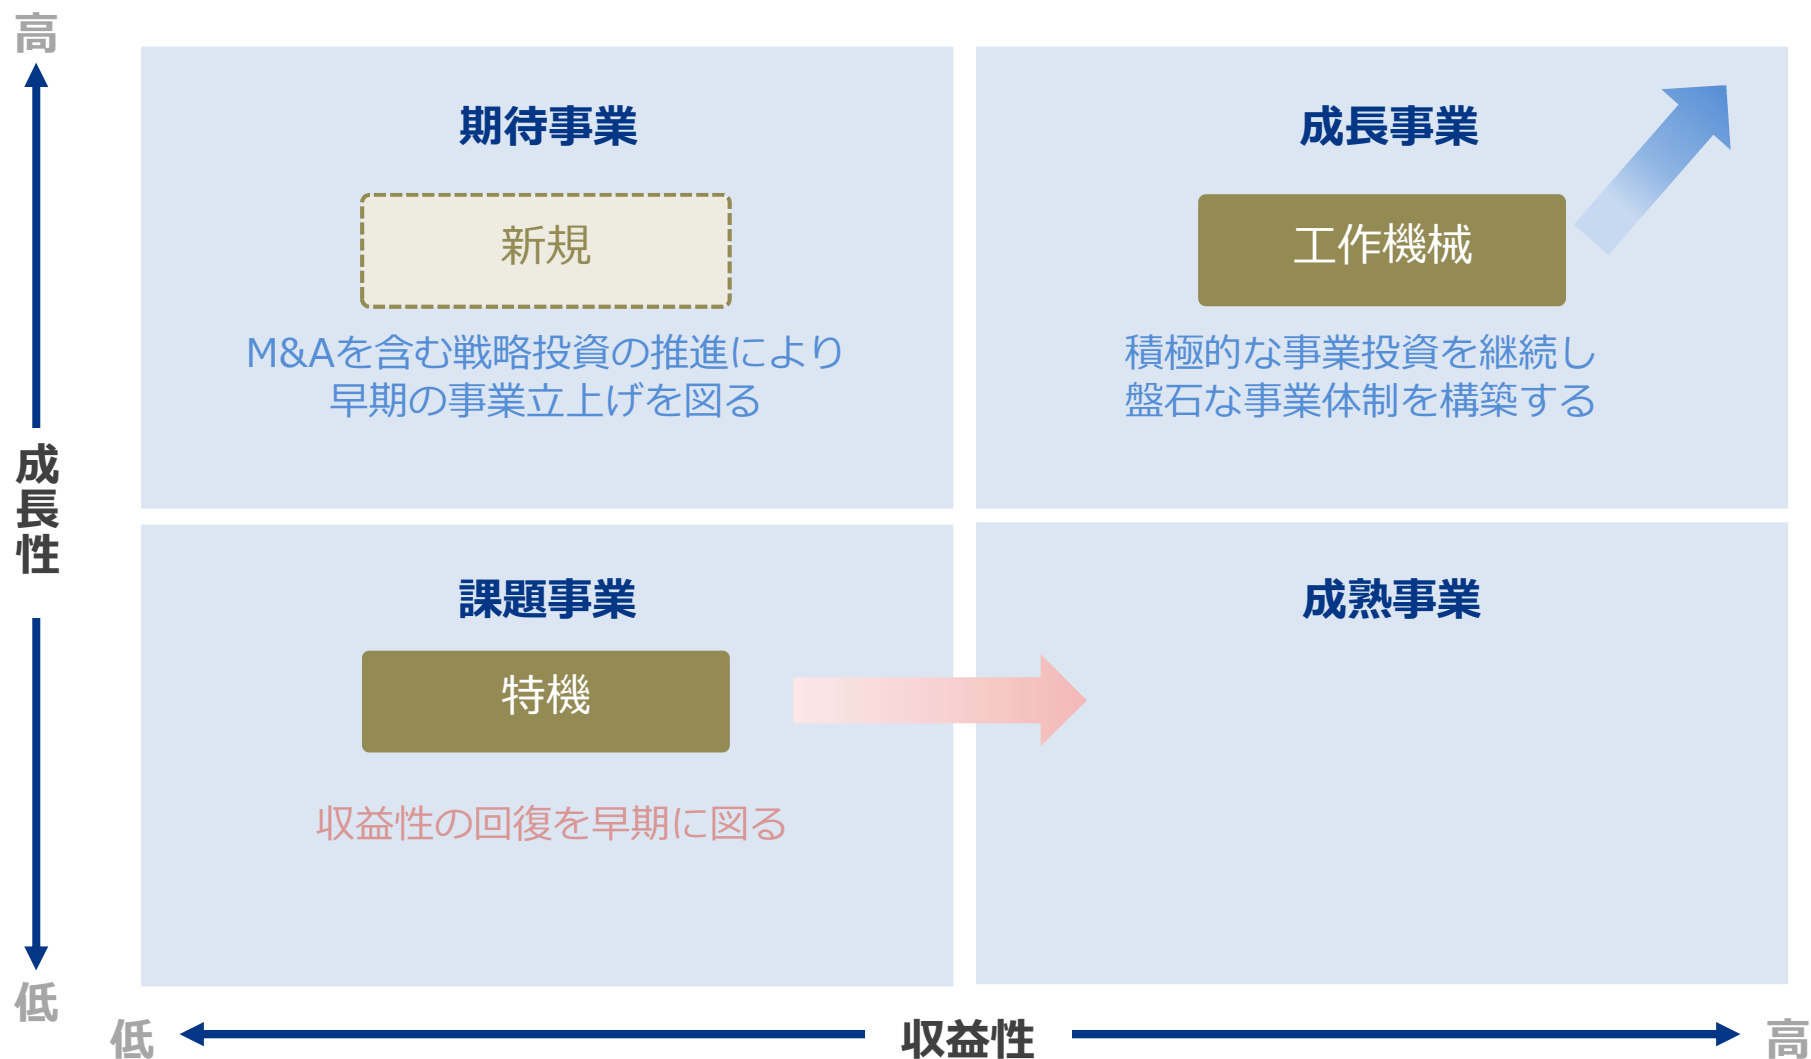 高
期待事業
新規
M&Aを含む戦略投資の推進により
早期の事業立上げを図る
成長事業
工作機械
積極的な事業投資を継続し
盤石な事業体制を構築する
成長性
課題事業
特機
収益性の回復を早期に図る
成熟事業
低
低
収益性
高